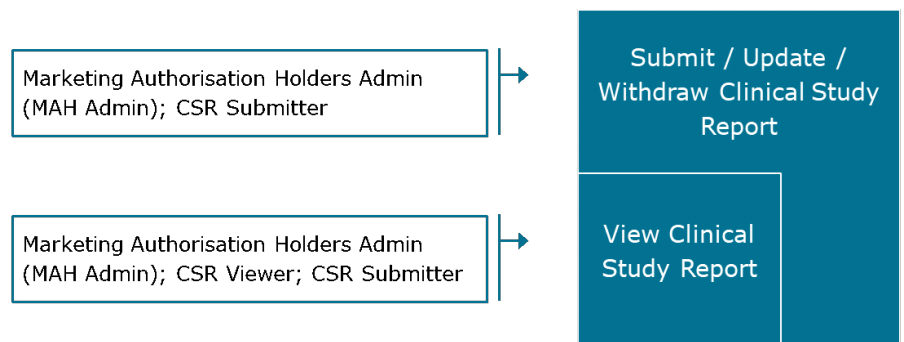 Marketing Authorisation Holders Admin
(MAH Admin); CSR Submitter
Submit / Update /
Withdraw Clinical Study
Report
Marketing Authorisation Holders Admin
(MAH Admin); CSR Viewer; CSR Submitter
View Clinical
Study Report